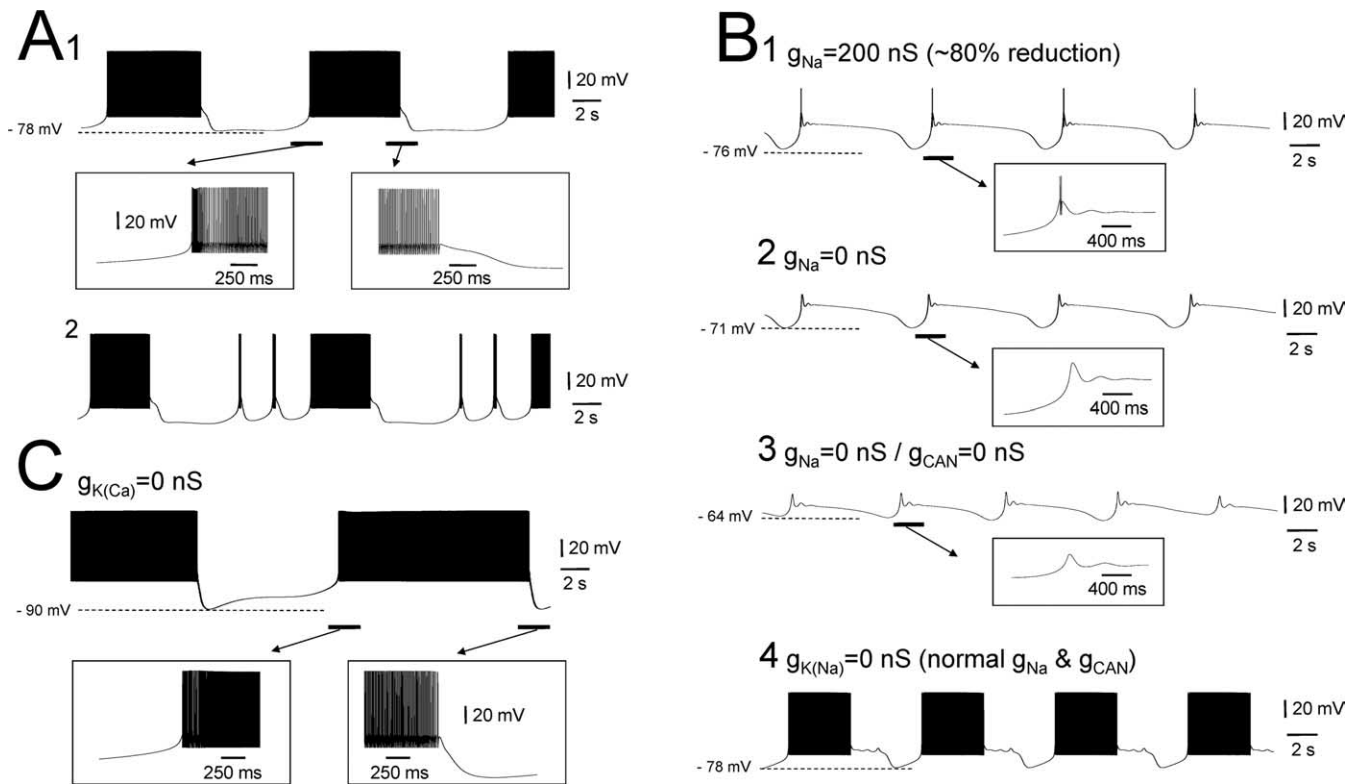 A1
20 mV
2 s
- 78 mV
20 mV
250 ms
250 ms
2
20 mV
2 s
C g_K(Ca)=0 nS
20 mV
2 s
- 90 mV
20 mV
250 ms
250 ms
B1 g_Na=200 nS (~80% reduction)
20 mV
2 s
- 76 mV
400 ms
2 g_Na=0 nS
20 mV
2 s
- 71 mV
400 ms
3 g_Na=0 nS / g_CAN=0 nS
20 mV
2 s
- 64 mV
400 ms
4 g_K(Na)=0 nS (normal g_Na & g_CAN)
20 mV
2 s
- 78 mV